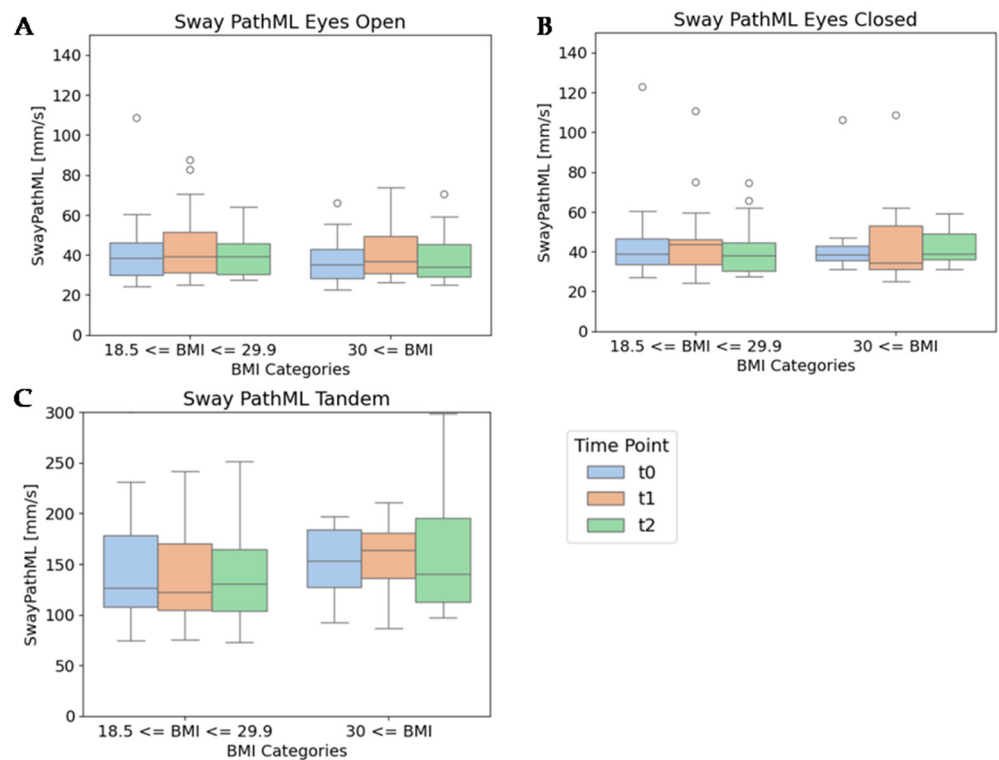 A
Sway PathML Eyes Open
SwayPathML [mm/s]
140
120
100
80
60
40
20
0
18.5 <= BMI <= 29.9
30 <= BMI
BMI Categories
B
Sway PathML Eyes Closed
SwayPathML [mm/s]
140
120
100
80
60
40
20
0
18.5 <= BMI <= 29.9
30 <= BMI
BMI Categories
C
Sway PathML Tandem
SwayPathML [mm/s]
300
250
200
150
100
50
0
18.5 <= BMI <= 29.9
30 <= BMI
BMI Categories
Time Point
t0
t1
t2